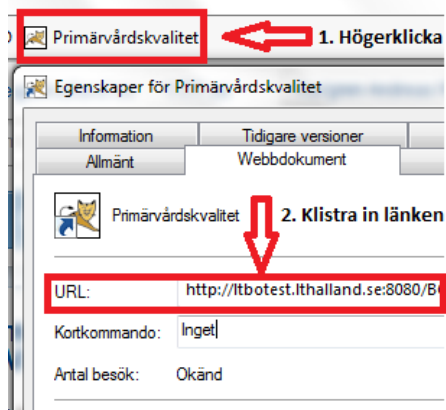 Primärvårdskvalitet
1. Högerklicka
Egenskaper för Primärvårdskvalitet
Information
Tidigare versioner
Allmänt
Webbdokument
Primärvårdskvalitet
2. Klistra in länken
URL:
http://ltbotest.lthalland.se:8080/BO
Kortkommando:
Inget
Antal besök:
Okänd